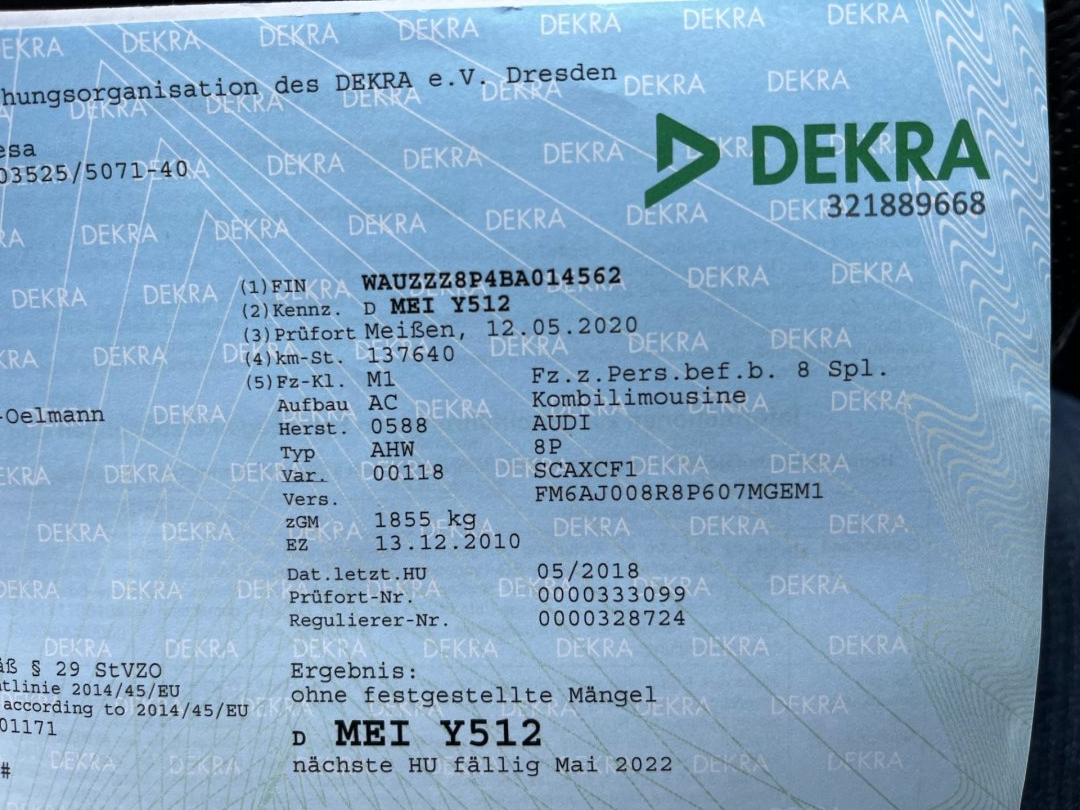 hungsorganisation des DEKRA e.V. Dresden
esa
03525/5071-40
DEKRA
321889668
(1) FIN WAUZZZ8P4BA014562
(2) Kennz. D MEI Y512
(3) Prüfort Meißen, 12.05.2020
(4) km-St. 137640
(5) Fz-Kl. M1 Fz.z.Pers.bef.b. 8 Spl.
Aufbau AC Kombilimousine
-Oelmann
Herst. 0588 AUDI
Typ AHW 8P
Var. 00118 SCAXCF1
Vers. FM6AJ008R8P607MGEM1
zGM 1855 kg
EZ 13.12.2010
Dat.letzt.HU 05/2018
Prüfort-Nr. 0000333099
Regulierer-Nr. 0000328724
äß § 29 StVZO
tlinie 2014/45/EU
according to 2014/45/EU
01171
#
Ergebnis:
ohne festgestellte Mängel
D MEI Y512
nächste HU fällig Mai 2022